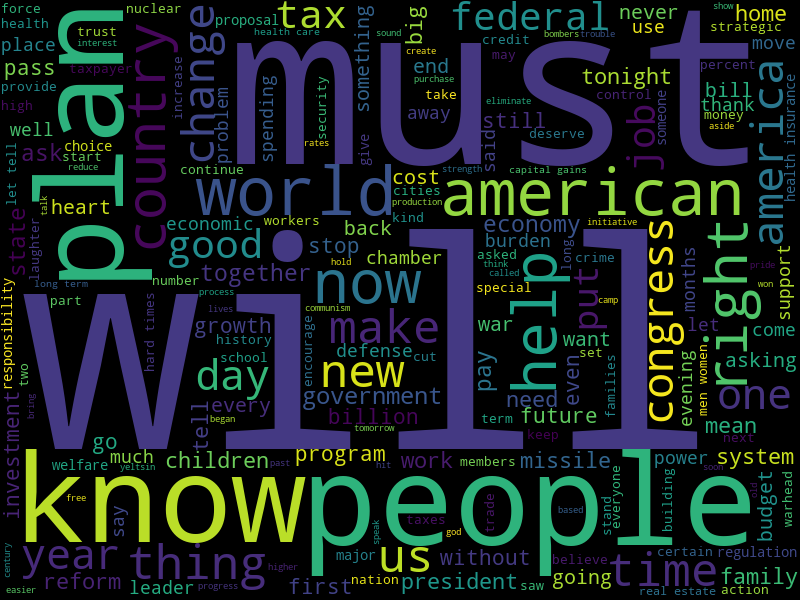 force
nuclear
proposal
tax
big
federal
never
home
health
trust
interest
health care
sound
bombers
trouble
show
use
strategic
place
plan
taxpayer
change
must
something
credit
may
move
pass
increase
problem
spending
end
tonight
percent
provide
country
security
take
create
purchase
bill
high
away
eliminate
control
someone
thank
america
health insurance
well
choice
give
still
deserve
job
money
ask
start
rates
said
aside
let tell
reduce
continue
world
cost
strength
capital gains
state
heart
talk
cities
american
production
laughter
economic
workers
back
kind
economy
initiative
good
stop
chamber
burden
long
crime
congress
right
support
together
asked
help
put
months
pride
long term
number
hold
now
think
called
special
let
won
come
responsibility
part
process
lives
communism
make
war
camp
hard times
growth
history
defense
cut
want
evening
asking
two
school
encourage
new
pay
even
set
families
men women
day
government
need
one
investment
bring
tell
every
began
billion
term
future
mean
go
tomorrow
keep
next
will
much
children
program
work
members
missile
power
system
welfare
yeltsin
past
hit
based
stand
everyone
building
soon
old
budget
warhead
know
people
free
say
speak
taxes
god
trade
year
thing
us
without
believe
time
certain
regulation
century
higher
major
reform
leader
progress
first
nation
president
saw
going
family
easier
real estate
action